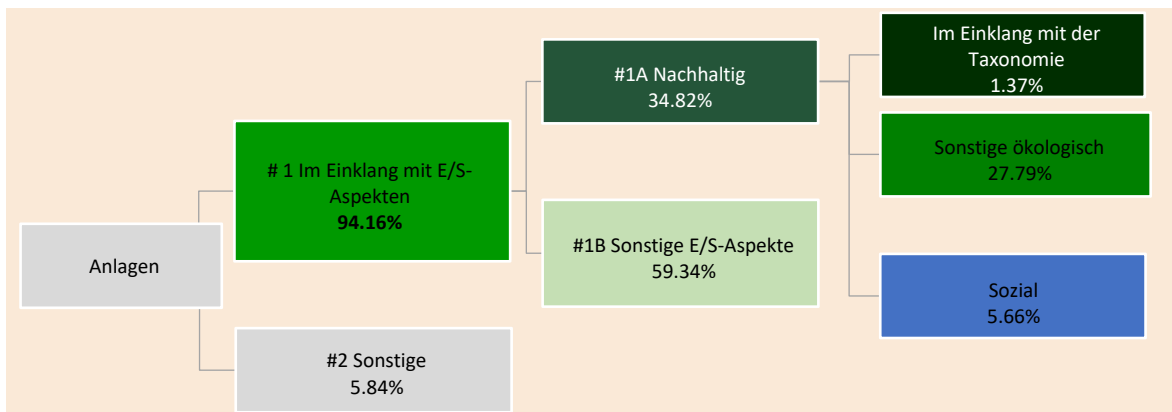 Anlagen
# 1 Im Einklang mit E/S-
Aspekten
94.16%
#2 Sonstige
5.84%
#1A Nachhaltig
34.82%
#1B Sonstige E/S-Aspekte
59.34%
Im Einklang mit der
Taxonomie
1.37%
Sonstige ökologisch
27.79%
Sozial
5.66%